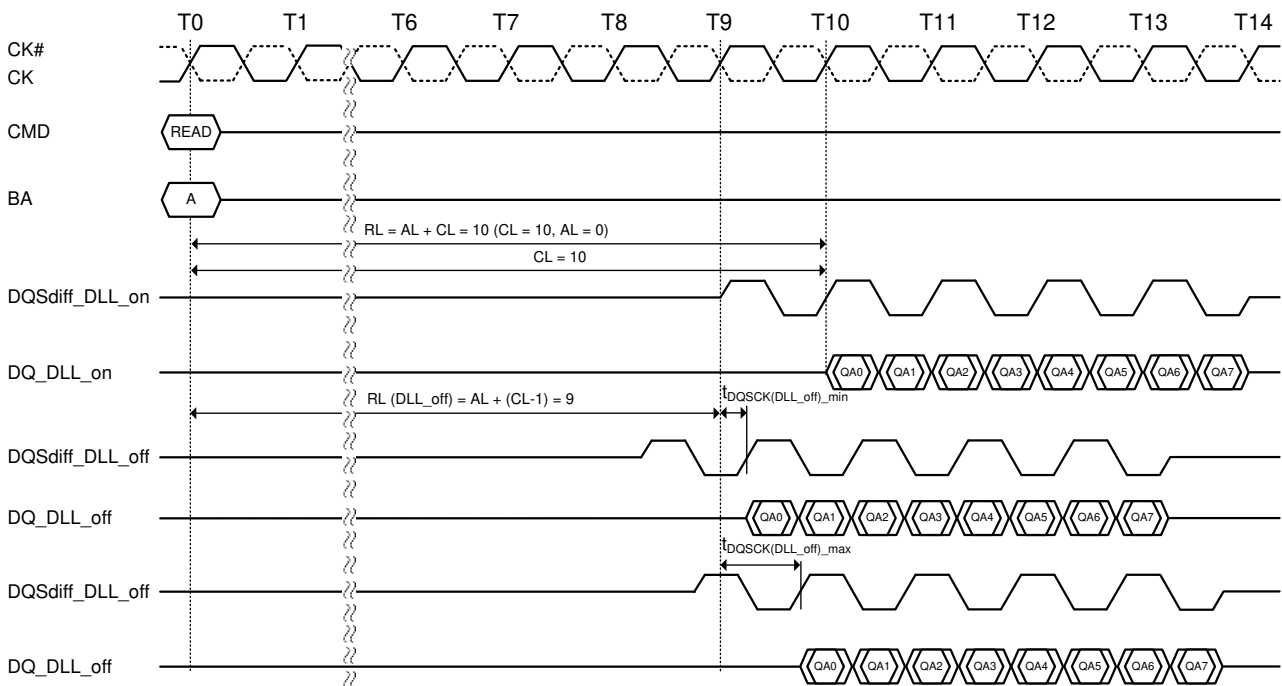 T0 T1 T6 T7 T8 T9 T10 T11 T12 T13 T14
CK#
CK
CMD READ
BA A
RL = AL + CL = 10 (CL = 10, AL = 0)
CL = 10
DQSdiff_DLL_on
DQ_DLL_on QA0 QA1 QA2 QA3 QA4 QA5 QA6 QA7
RL (DLL_off) = AL + (CL-1) = 9 tDQSCK(DLL_off)_min
DQSdiff_DLL_off
DQ_DLL_off QA0 QA1 QA2 QA3 QA4 QA5 QA6 QA7
tDQSCK(DLL_off)_max
DQSdiff_DLL_off
DQ_DLL_off QA0 QA1 QA2 QA3 QA4 QA5 QA6 QA7